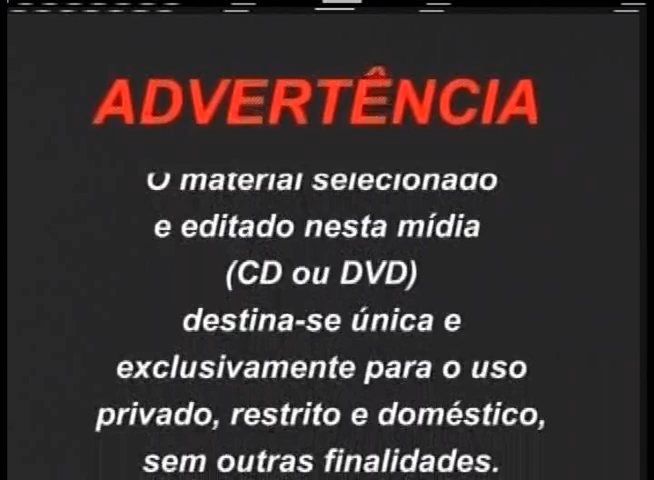 ADVERTÊNCIA
O material selecionado
e editado nesta mídia
(CD ou DVD)
destina-se única e
exclusivamente para o uso
privado, restrito e doméstico,
sem outras finalidades.